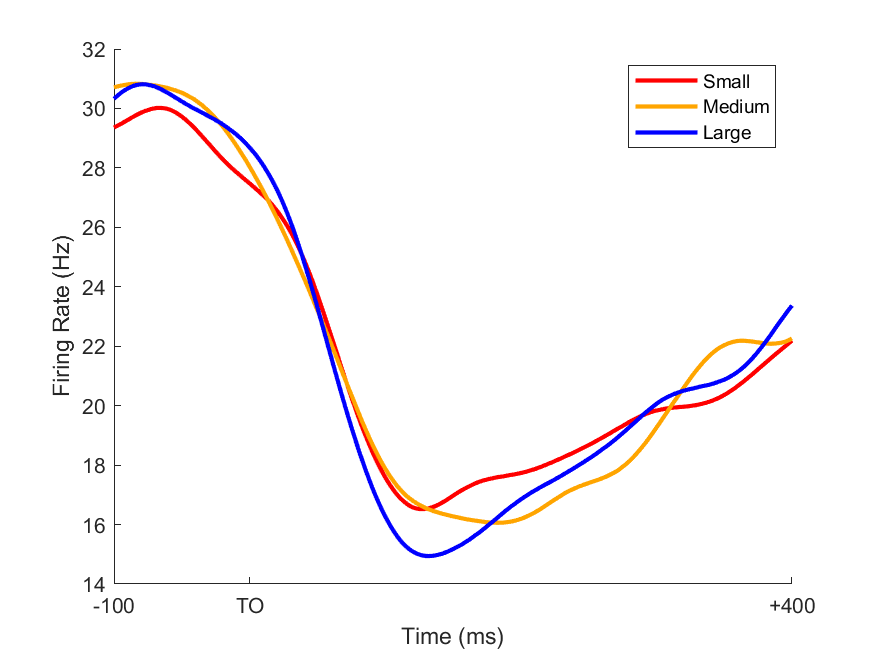 32
30
28
26
24
22
20
18
16
14
Firing Rate (Hz)
-100
TO
+400
Time (ms)
Small
Medium
Large